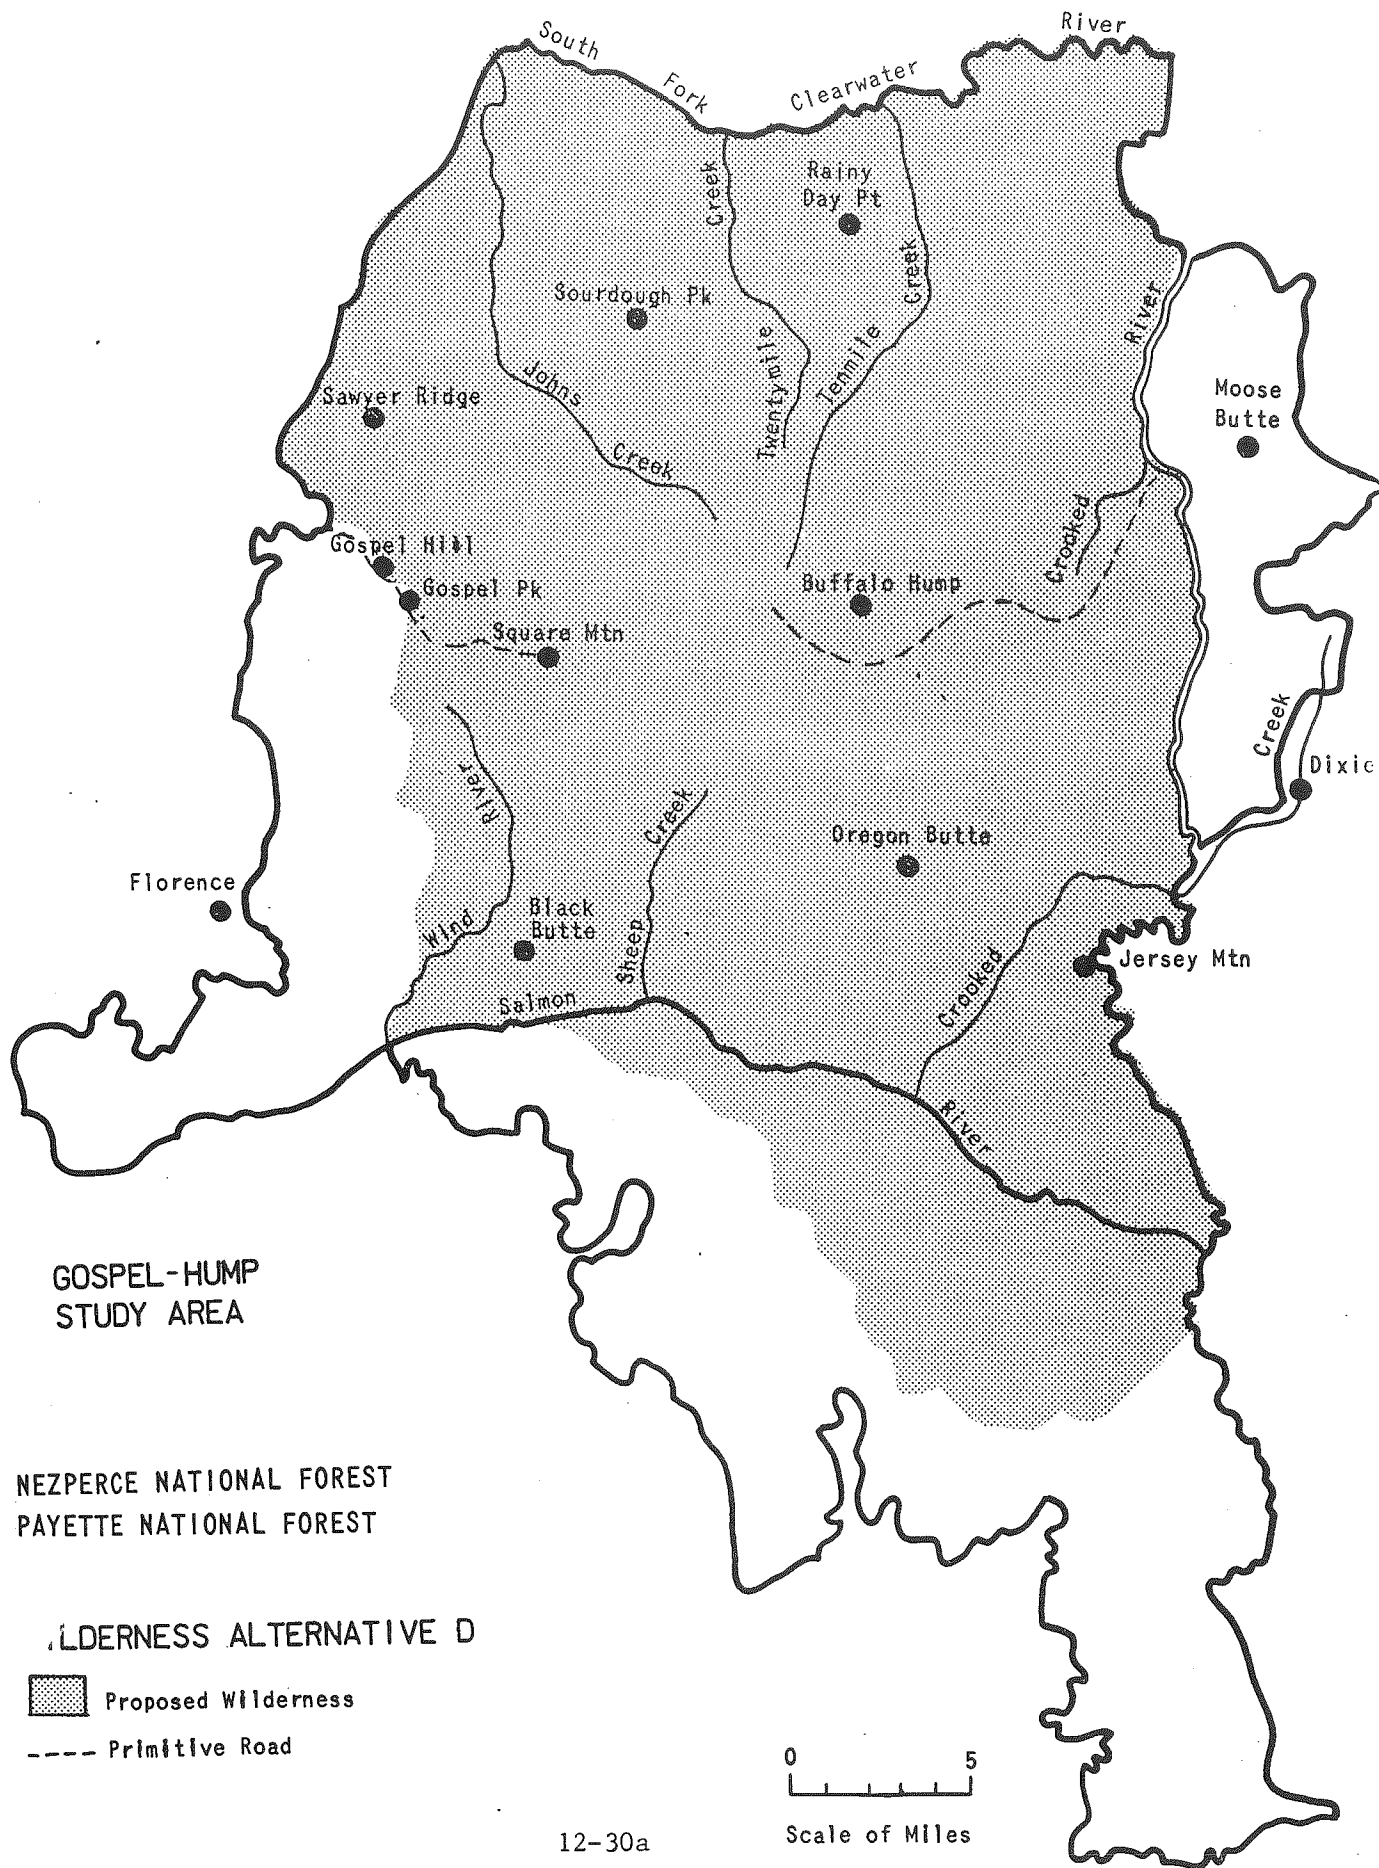 River
South
Fork
Clearwater
Creek
Rainy
Day Pt
Creek
Sourdough Pk
River
Twentymile
Tenmile
Johns
Sawyer Ridge
Moose
Butte
Creek
Crooked
Gospel Hill
Gospel Pk
Buffalo Hump
Square Mtn
Creek
River
Dixie
Creek
Oregon Butte
Florence
Black
Butte
Wind
Sheep
Crooked
Jersey Mtn
Salmon
River
GOSPEL-HUMP
STUDY AREA
NEZPERCE NATIONAL FOREST
PAYETTE NATIONAL FOREST
LDERNESS ALTERNATIVE D
Proposed Wilderness
Primitive Road
0 5
Scale of Miles
12-30a